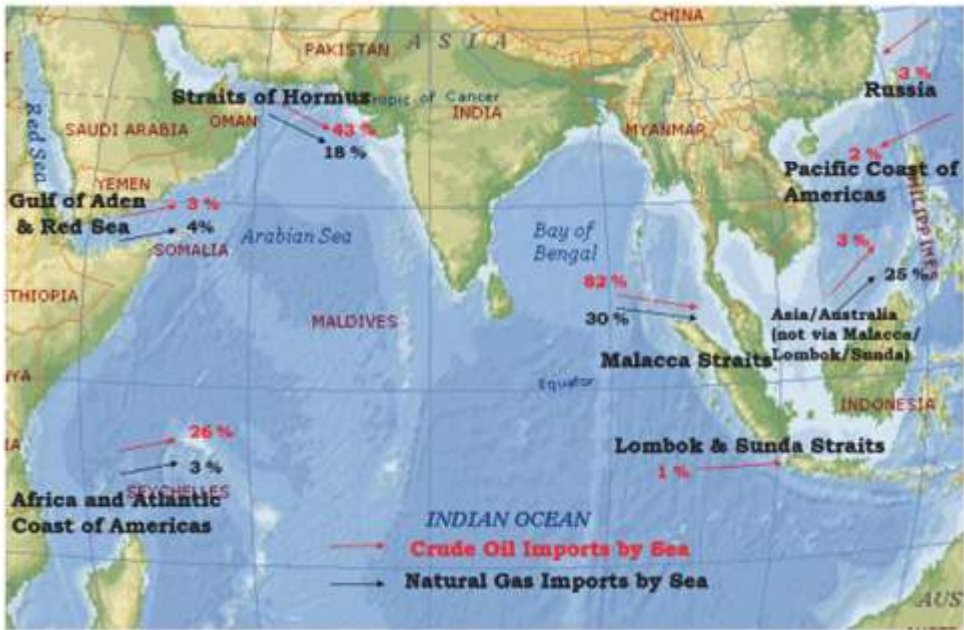 CHINA
A S I A
PAKISTAN
3 %
Russia
Straits of Hormuz
Tropic of Cancer
Red Sea
OMAN
INDIA
SAUDI ARABIA
43 %
MYANMAR
18 %
2 %
Pacific Coast of
Americas
YEMEN
Gulf of Aden
& Red Sea
3 %
4%
PHILIPPINES
Arabian Sea
Bay of
Bengal
SOMALIA
3 %
25 %
ETHIOPIA
82 %
30 %
MALDIVES
Asia/Australia
(not via Malacca/
Lombok/Sunda)
Malacca Straits
NYA
Equator
INDONESIA
26 %
Lombok & Sunda Straits
3 %
1 %
SEYCHELLES
Africa and Atlantic
Coast of Americas
INDIAN OCEAN
Crude Oil Imports by Sea
Natural Gas Imports by Sea
AUS